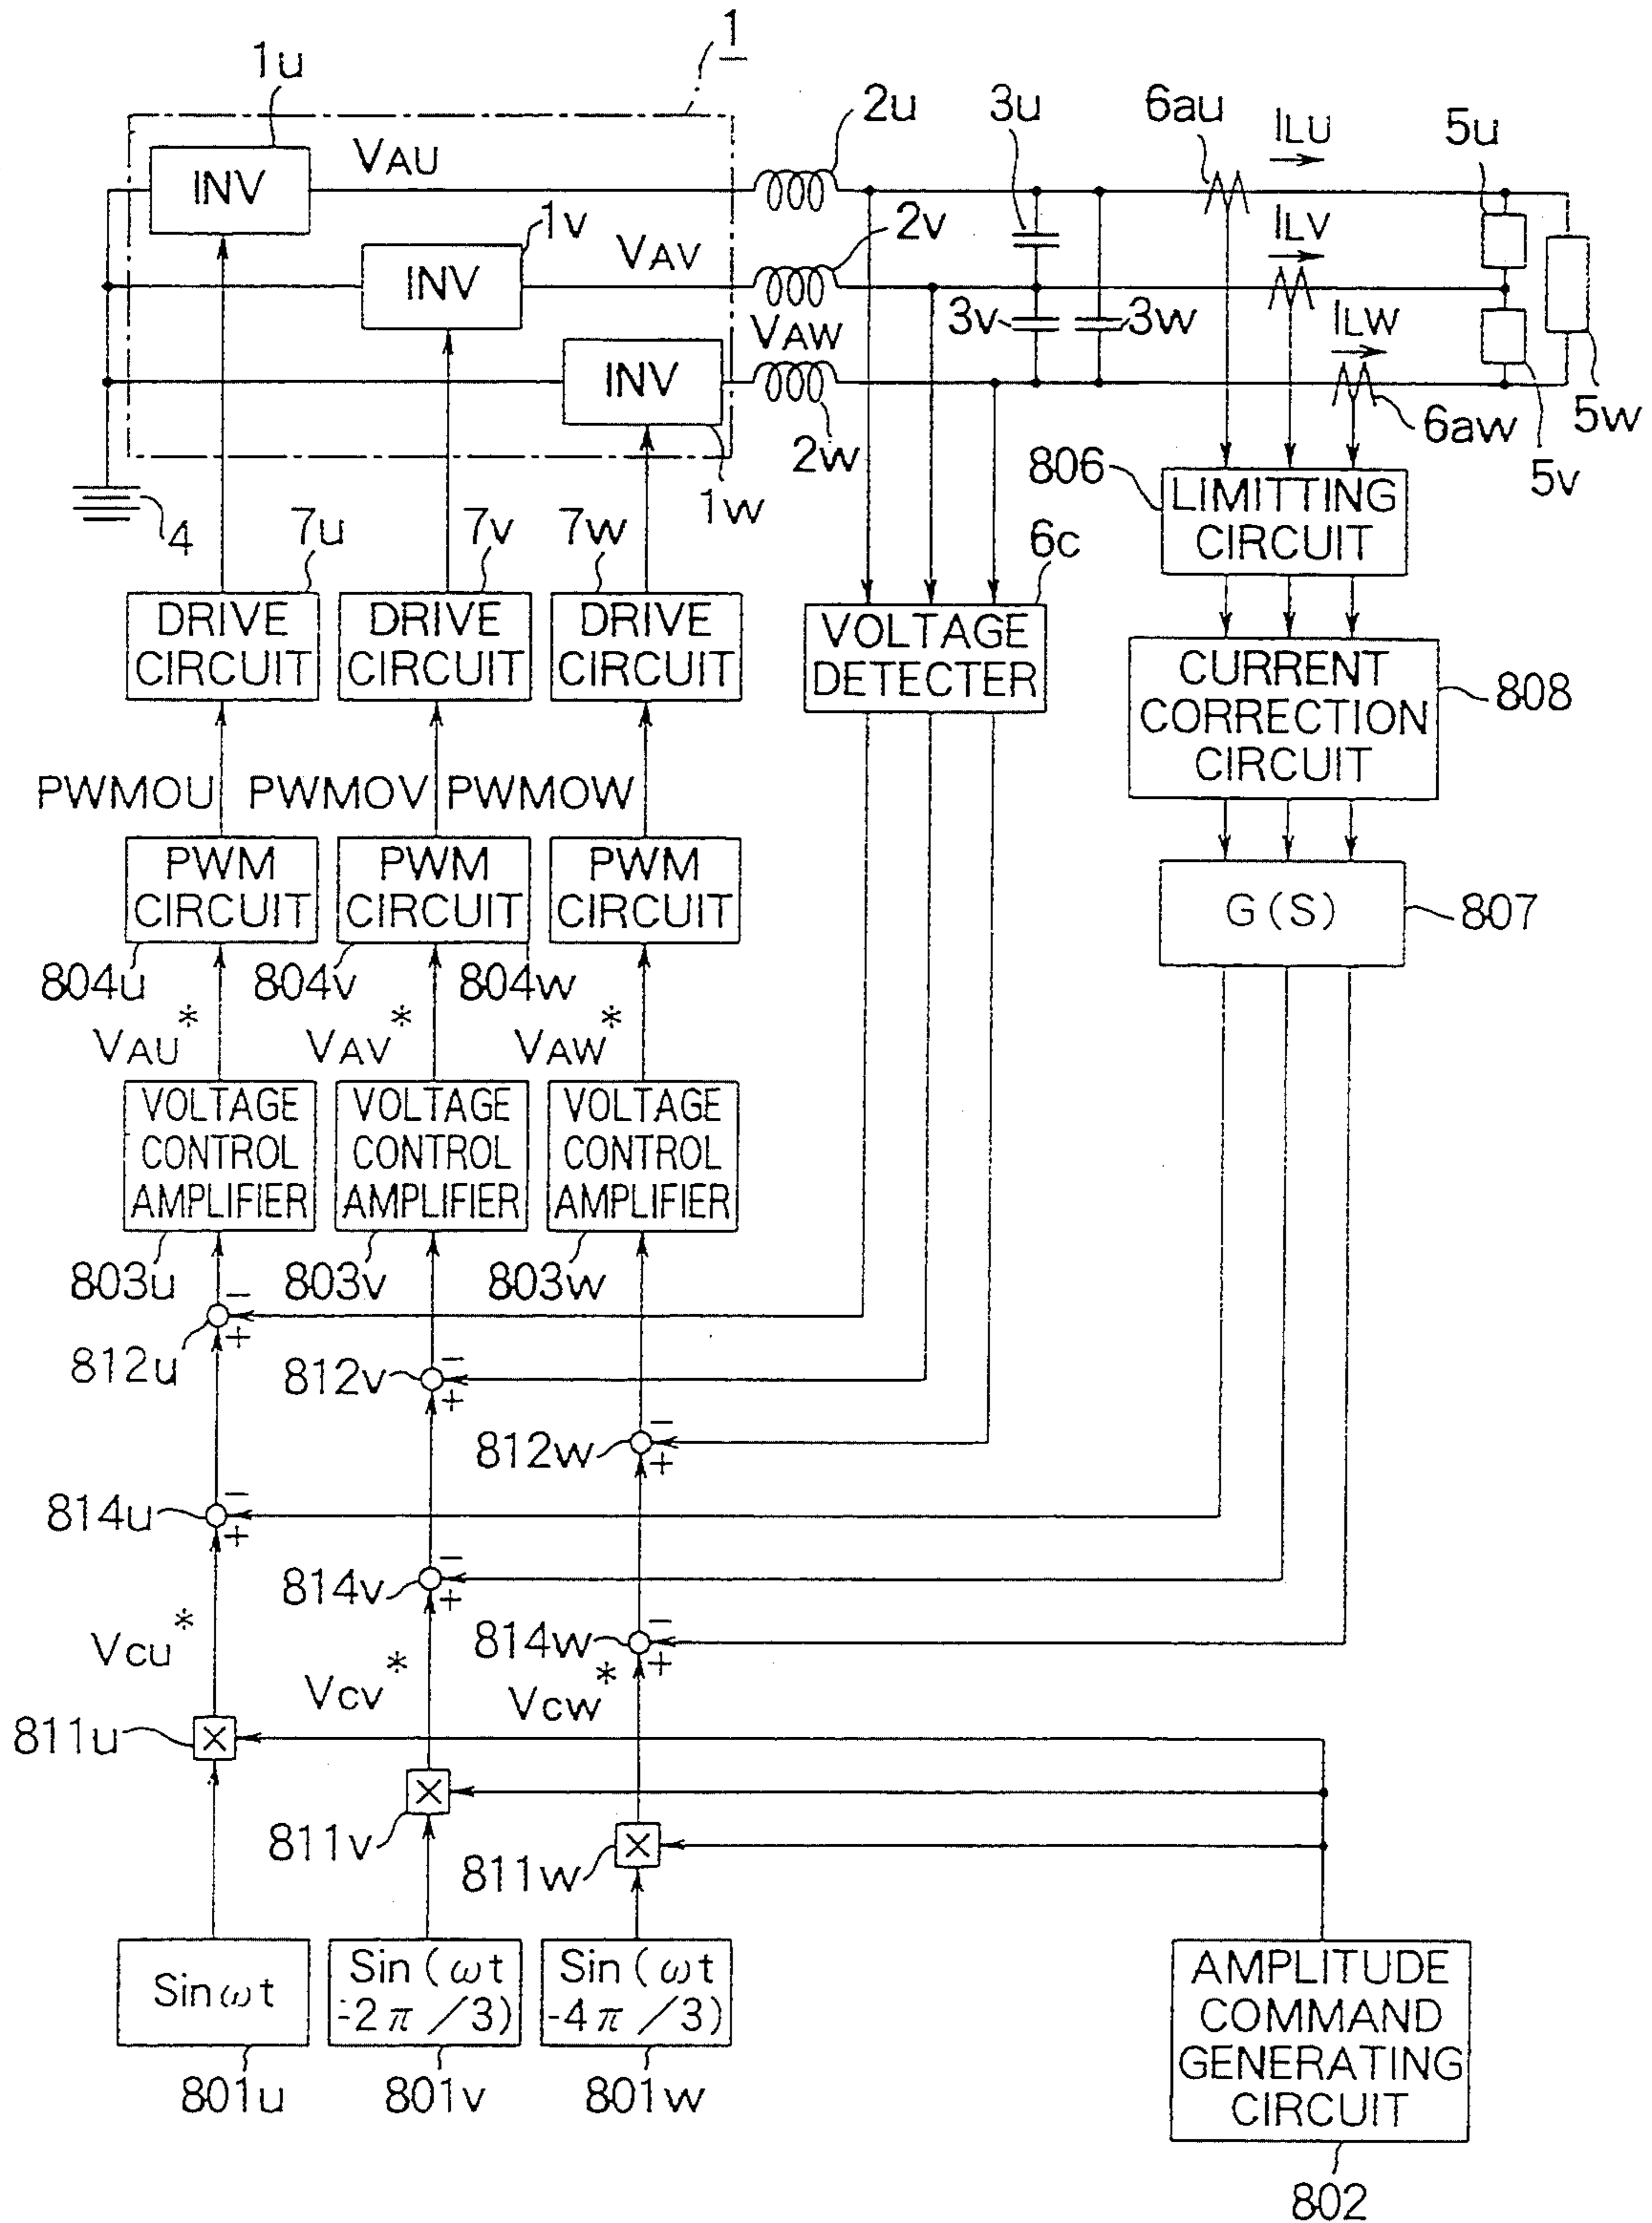 1
1u
2u
3u
6au
ILU
5u
INV
VAU
1v
2v
ILV
INV
VAV
3v
3w
ILW
INV
VAW
2w
6aw
5w
5v
1w
4
806
LIMITTING
CIRCUIT
7u
7v
7w
6c
DRIVE
CIRCUIT
DRIVE
CIRCUIT
DRIVE
CIRCUIT
VOLTAGE
DETECTER
CURRENT
CORRECTION
CIRCUIT
808
PWMOU
PWMOV
PWMOW
PWM
CIRCUIT
PWM
CIRCUIT
PWM
CIRCUIT
G(S)
807
804u
804v
804w
VAU*
VAV*
VAW*
VOLTAGE
CONTROL
AMPLIFIER
VOLTAGE
CONTROL
AMPLIFIER
VOLTAGE
CONTROL
AMPLIFIER
803u
803v
803w
−
+
812u
−
+
812v
−
+
812w
−
+
814u
−
+
814v
−
+
814w
Vcu*
Vcv*
Vcw*
811u
×
811v
×
811w
×
Sinωt
Sin(ωt
-2π/3)
Sin(ωt
-4π/3)
AMPLITUDE
COMMAND
GENERATING
CIRCUIT
801u
801v
801w
802